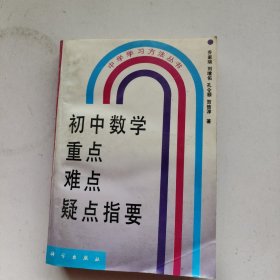 中学学习方法丛书
著
初中数学
重点
难点
疑点指要
科学出版社